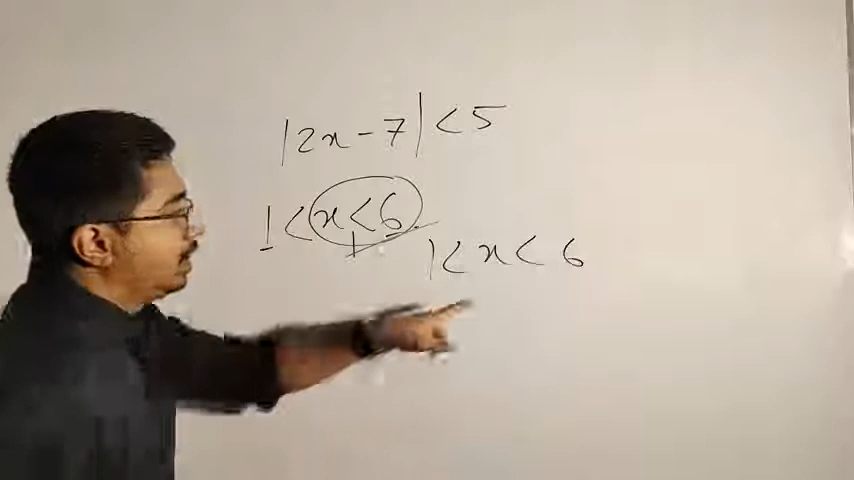 |2x - 7| < 5
1 < x < 6
1 < x < 6